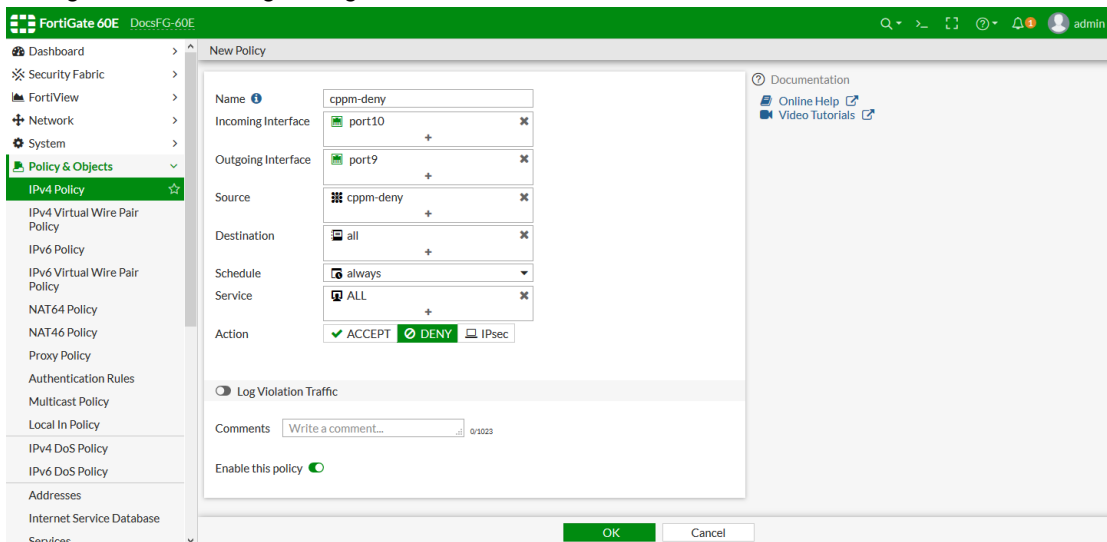 FortiGate 60E DocsFG-60E
admin
Dashboard
Security Fabric
FortiView
Network
System
Policy & Objects
IPv4 Policy
IPv4 Virtual Wire Pair
Policy
IPv6 Policy
IPv6 Virtual Wire Pair
Policy
NAT64 Policy
NAT46 Policy
Proxy Policy
Authentication Rules
Multicast Policy
Local In Policy
IPv4 DoS Policy
IPv6 DoS Policy
Addresses
Internet Service Database
Services
New Policy
Name cppm-deny
Incoming Interface port10
+
Outgoing Interface port9
+
Source cppm-deny
+
Destination all
+
Schedule always
Service ALL
+
Action ACCEPT DENY IPsec
Log Violation Traffic
Comments Write a comment... 0/1023
Enable this policy
Documentation
Online Help
Video Tutorials
OK Cancel